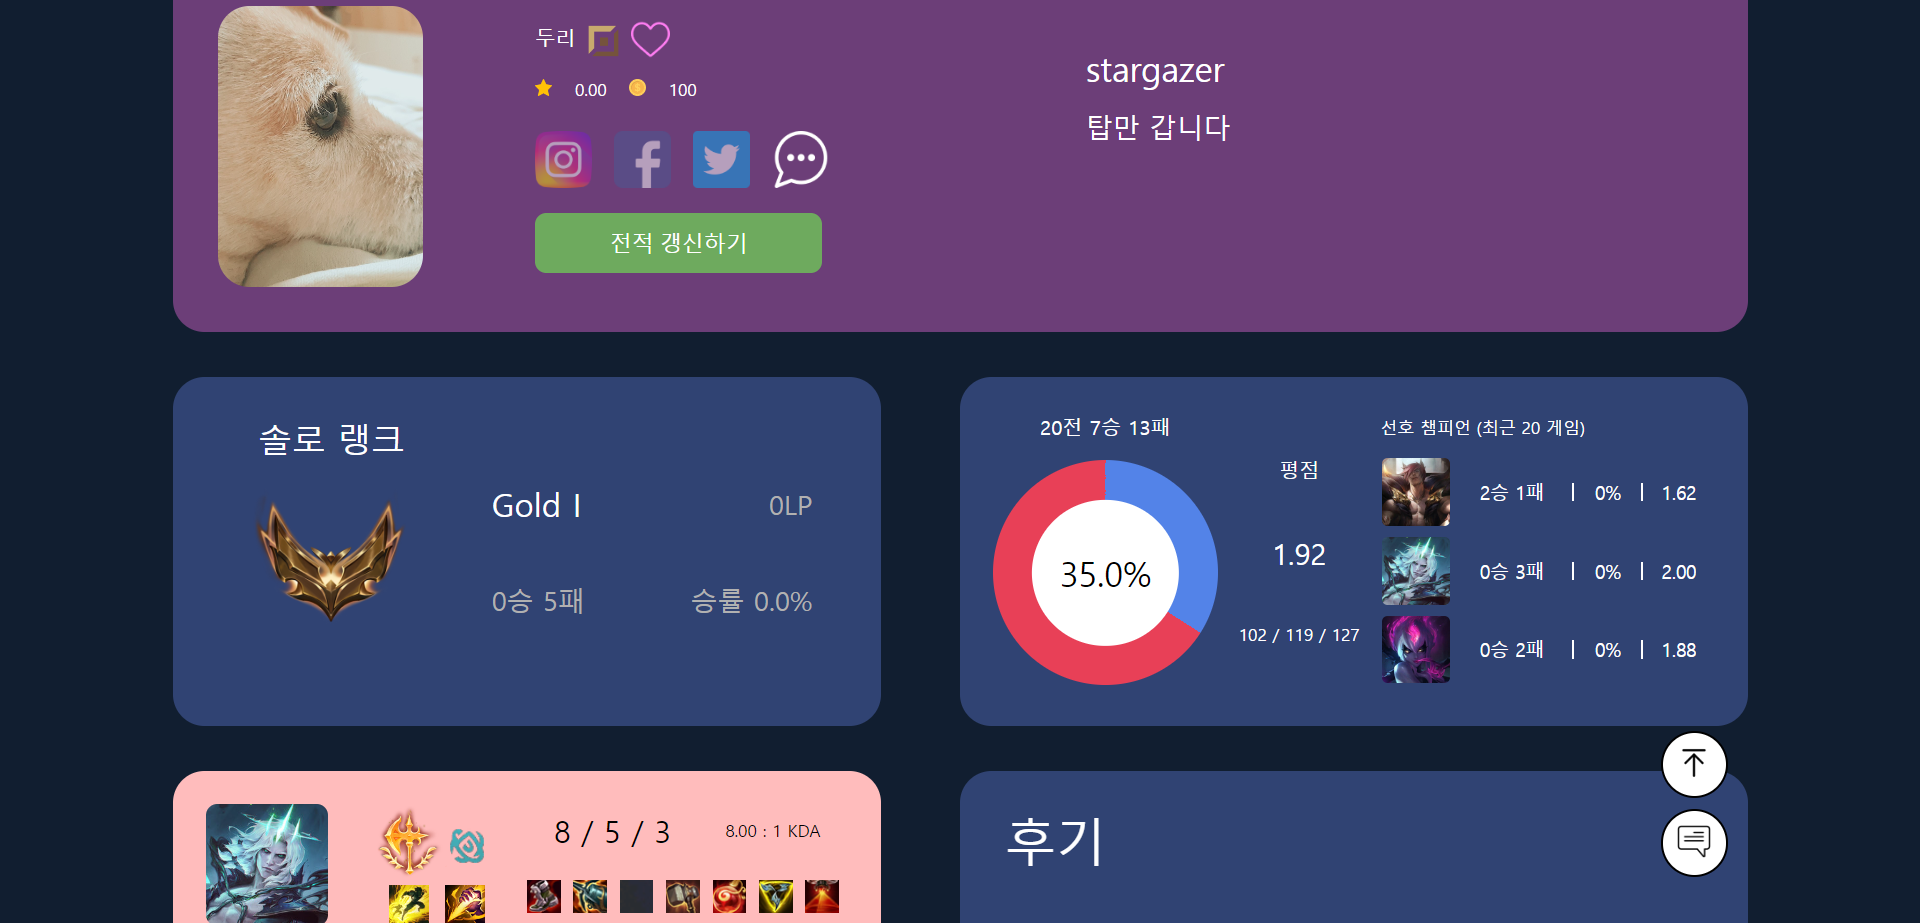 두리
0.00 100
전적 갱신하기
stargazer
탑만 갑니다
솔로 랭크
Gold I 0LP
0승 5패 승률 0.0%
20전 7승 13패
35.0%
평점
1.92
102 / 119 / 127
선호 챔피언 (최근 20 게임)
2승 1패 | 0% | 1.62
0승 3패 | 0% | 2.00
0승 2패 | 0% | 1.88
8 / 5 / 3 8.00 : 1 KDA
후기